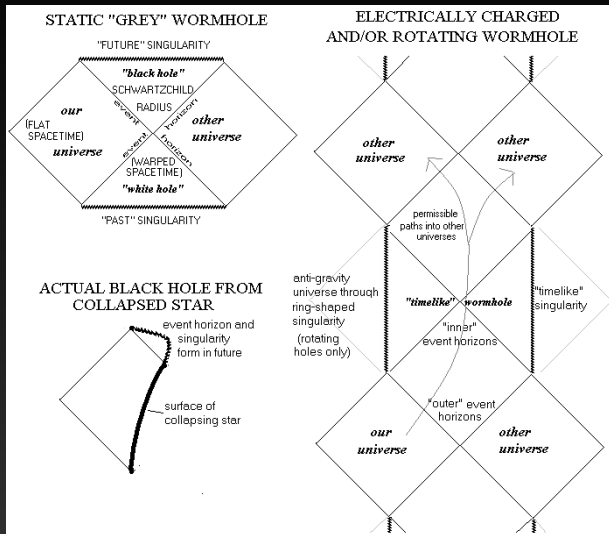 STATIC "GREY" WORMHOLE
"FUTURE" SINGULARITY
"black hole"
SCHWARTZCHILD
RADIUS
event
horizon
our
(FLAT
SPACETIME)
universe
other
universe
event
horizon
(WARPED
SPACETIME)
"white hole"
"PAST" SINGULARITY
ACTUAL BLACK HOLE FROM
COLLAPSED STAR
event horizon and
singularity
form in future
surface of
collapsing star
ELECTRICALLY CHARGED
AND/OR ROTATING WORMHOLE
other
universe
other
universe
permissible
paths into other
universes
anti-gravity
universe through
ring-shaped
singularity
(rotating
holes only)
"timelike" wormhole
"timelike"
singularity
"inner"
event horizons
"outer" event
horizons
our
universe
other
universe